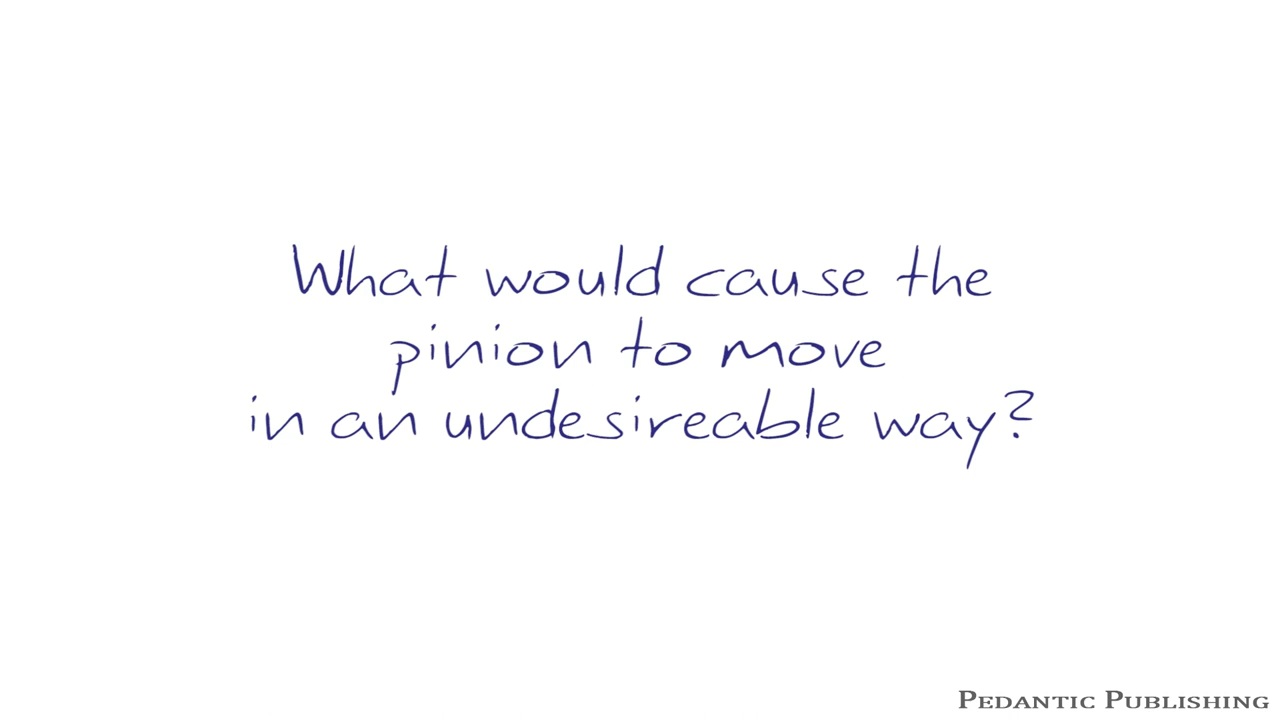 What would cause the
pinion to move
in an undesireable way?
PEDANTIC PUBLISHING